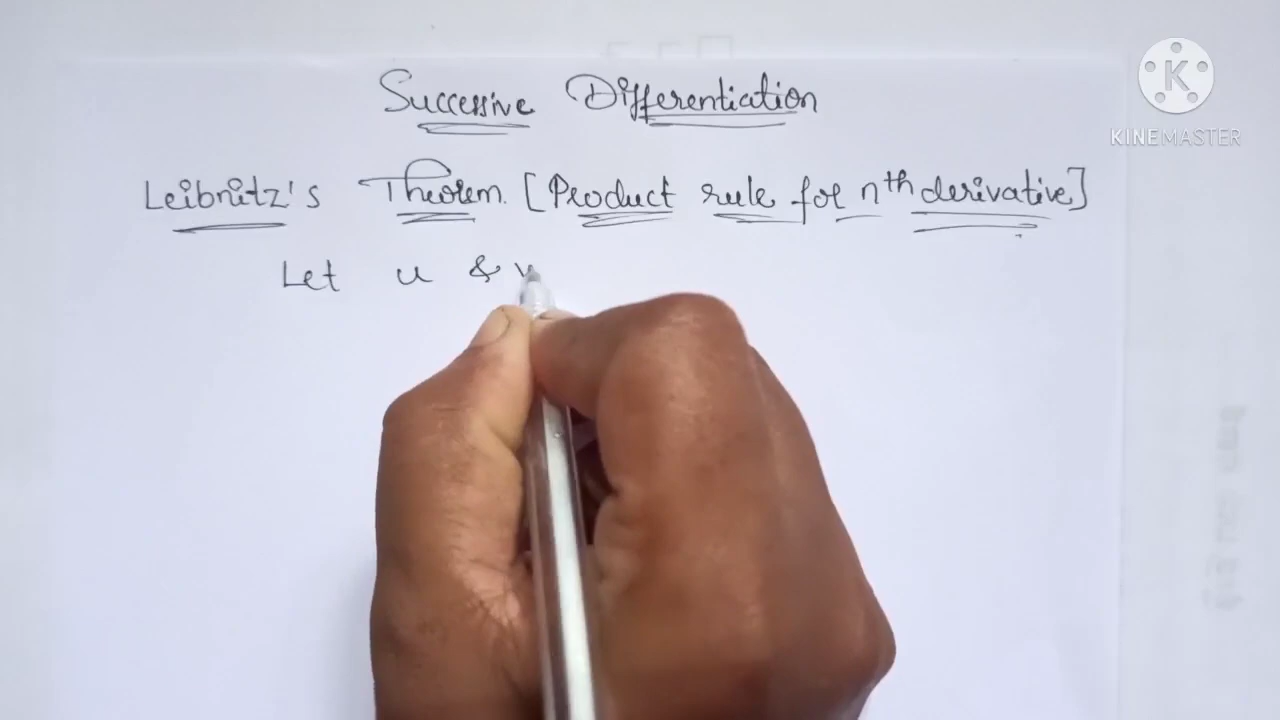 Successive Differentiation
K
KINEMASTER
Leibnitz's Theorem. [Product rule for nth derivative]
Let u & v